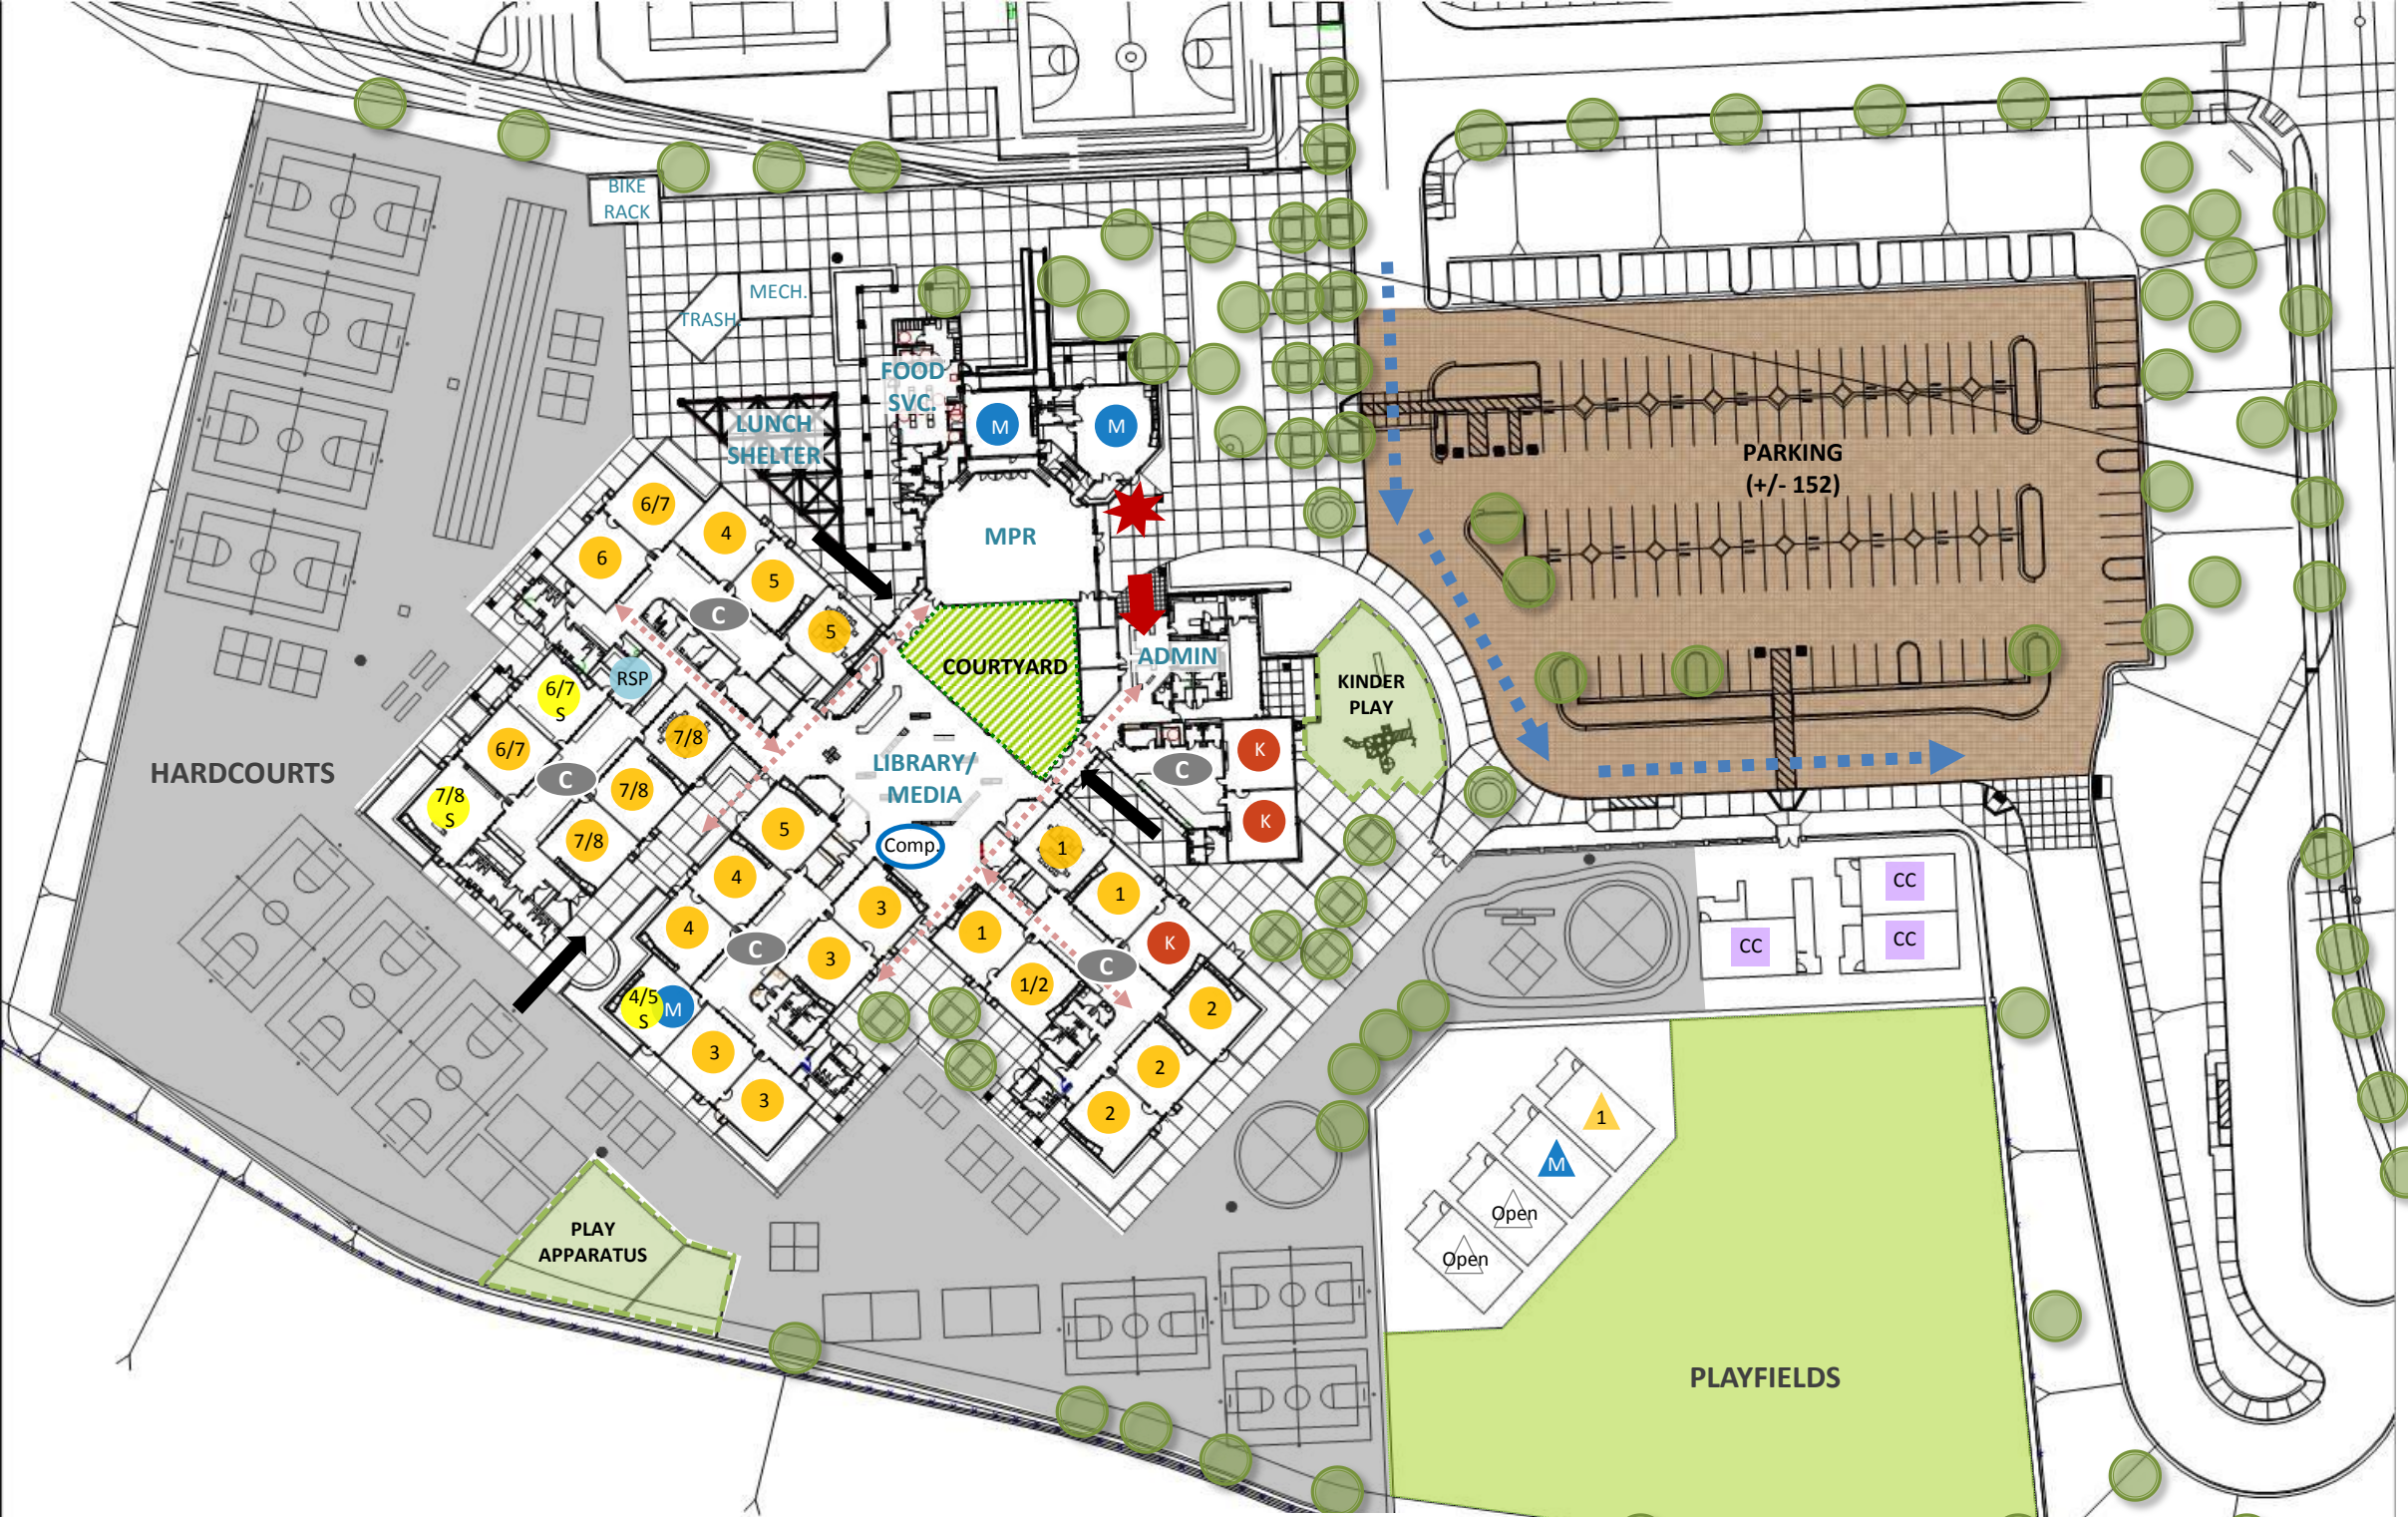 BIKE
RACK
MECH.
TRASH
FOOD
SVC.
M
M
LUNCH
SHELTER
PARKING
(+/- 152)
6/7
4
6
5
5
C
MPR
COURTYARD
ADMIN
KINDER
PLAY
RSP
6/7
S
7/8
6/7
C
7/8
7/8
S
7/8
HARDCOURTS
LIBRARY/
MEDIA
Comp.
K
C
K
5
1
4
1
3
4
1
K
C
3
C
1/2
4/5
S
M
2
3
2
3
2
CC
CC
CC
1
M
Open
Open
PLAY
APPARATUS
PLAYFIELDS